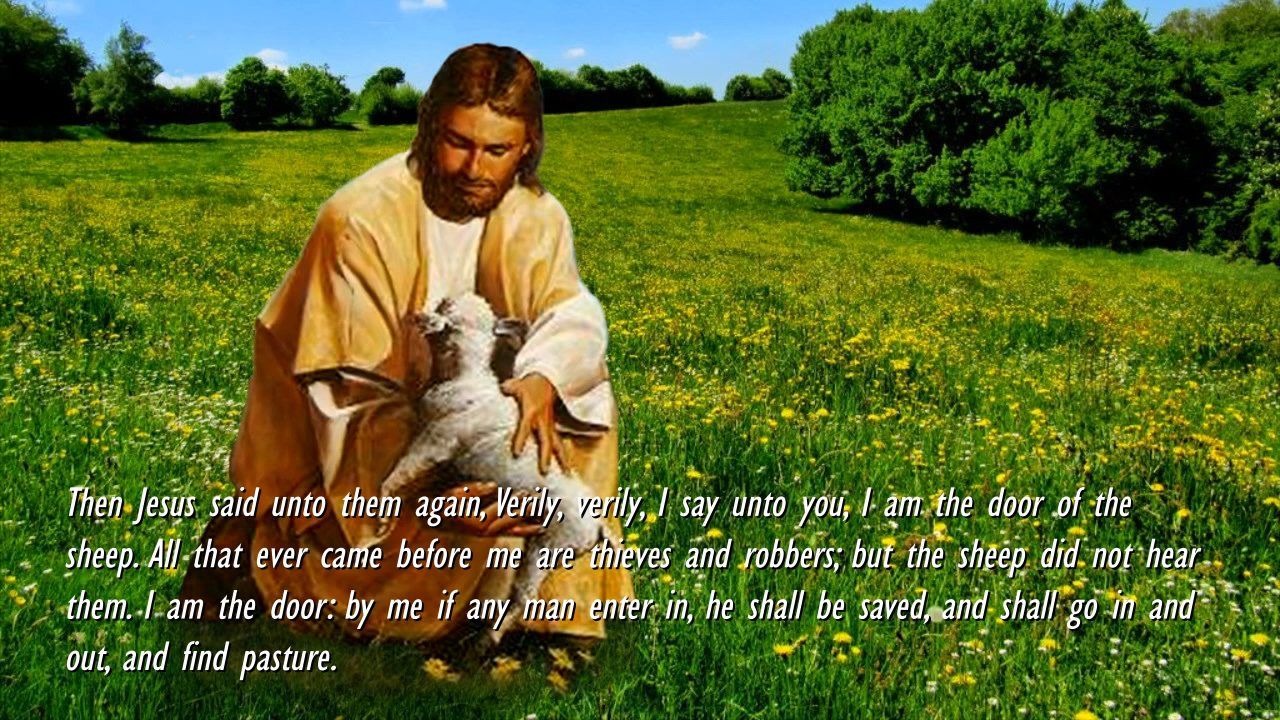 Then Jesus said unto them again, Verily, verily, I say unto you, I am the door of the
sheep. All that ever came before me are thieves and robbers; but the sheep did not hear
them. I am the door: by me if any man enter in, he shall be saved, and shall go in and
out, and find pasture.